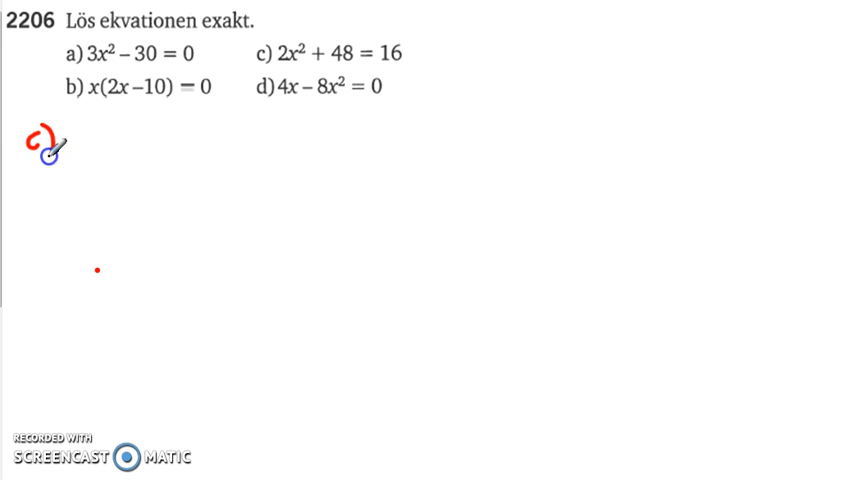 2206 Lös ekvationen exakt.
a) 3x² – 30 = 0 c) 2x² + 48 = 16
b) x(2x –10) = 0 d) 4x – 8x² = 0
c)
RECORDED WITH
SCREENCAST MATIC